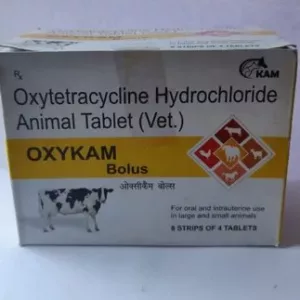 KAM
Rx
Oxytetracycline Hydrochloride
Animal Tablet (Vet.)
OXYKAM
Bolus
ओक्सीकैम बोलस
For oral and Intrauterine use
in large and small animals
8 STRIPS OF 4 TABLETS